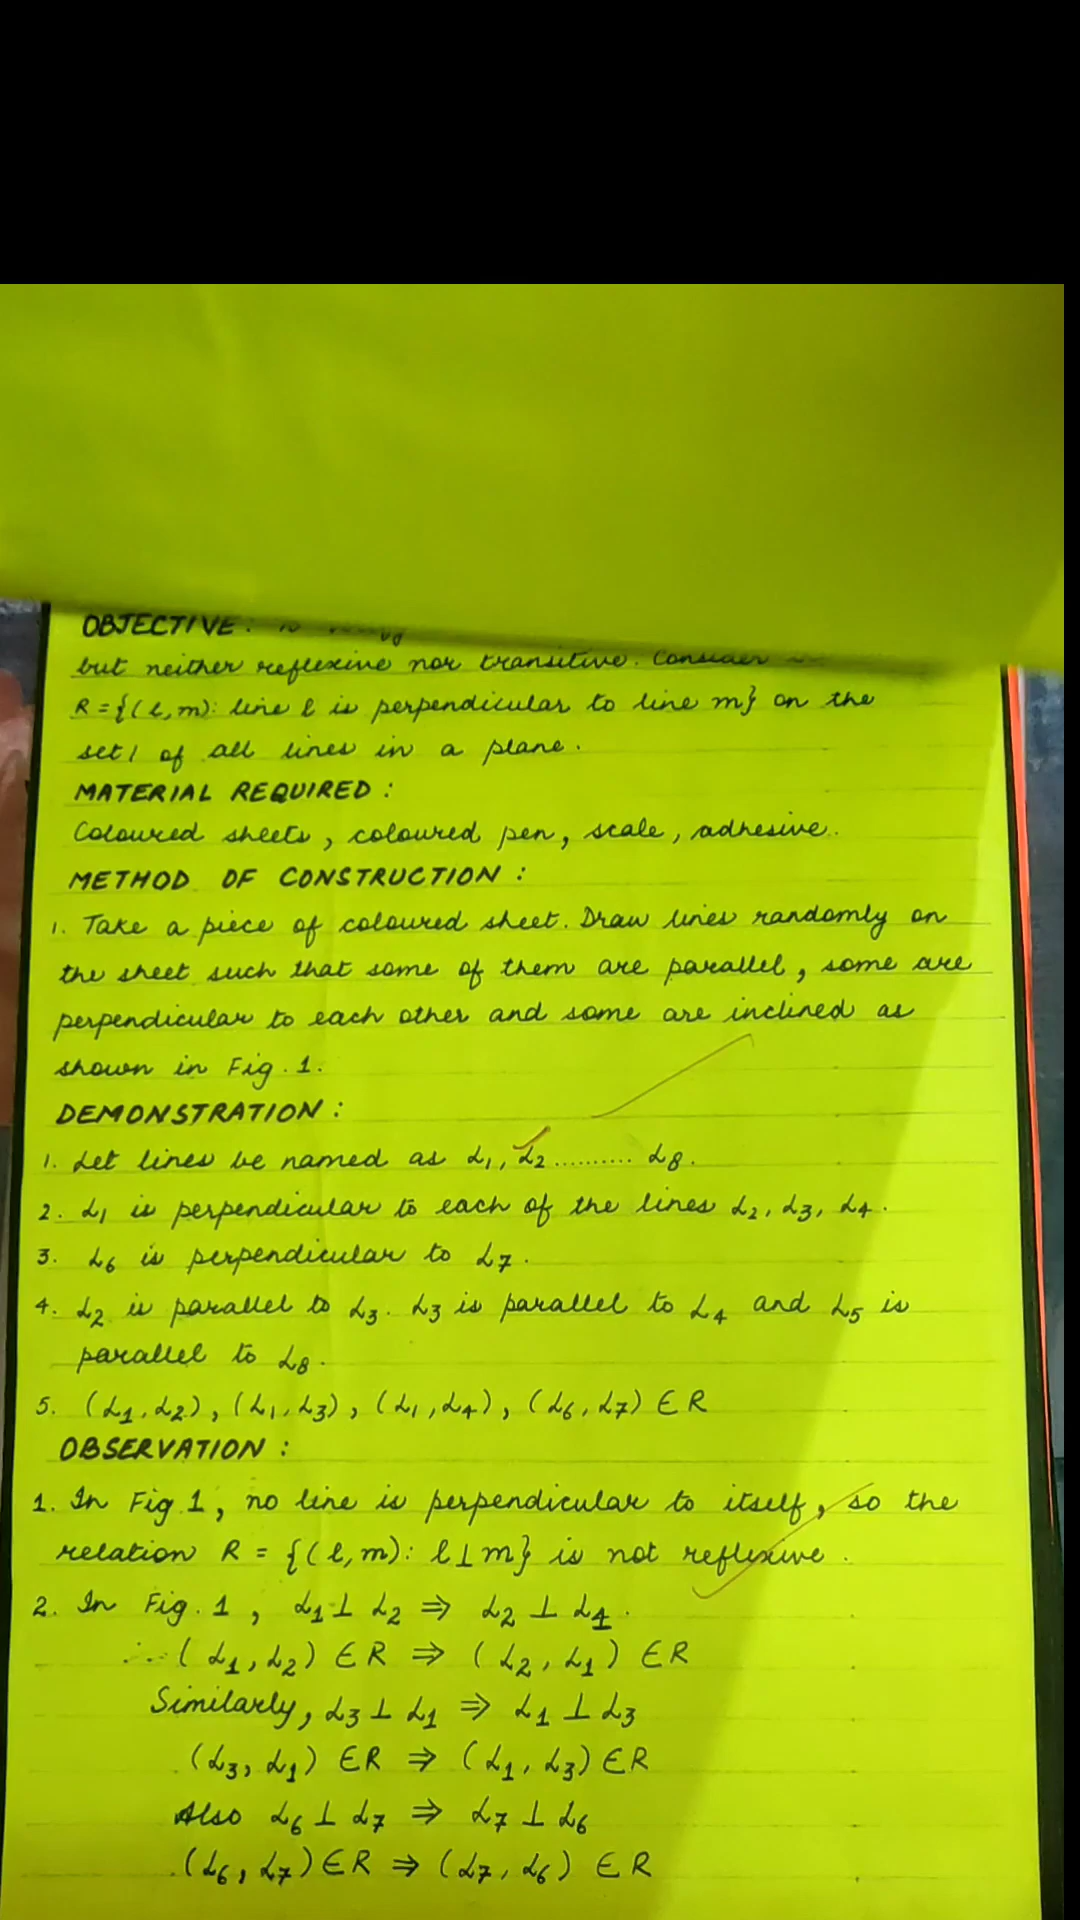 OBJECTIVE:
but neither reflexive nor transitive. Consider
R = {(l, m): line l is perpendicular to line m} on the
set l of all lines in a plane.
MATERIAL REQUIRED :
Coloured sheets, coloured pen, scale, adhesive.
METHOD OF CONSTRUCTION :
1. Take a piece of coloured sheet. Draw lines randomly on
the sheet such that some of them are parallel, some are
perpendicular to each other and some are inclined as
shown in Fig. 1.
DEMONSTRATION :
1. Let lines be named as L1, L2 .......... L8.
2. L1 is perpendicular to each of the lines L2, L3, L4.
3. L6 is perpendicular to L7.
4. L2 is parallel to L3. L3 is parallel to L4 and L5 is
parallel to L8.
5. (L1, L2), (L1, L3), (L1, L4), (L6, L7) ∈ R
OBSERVATION :
1. In Fig. 1, no line is perpendicular to itself, so the
relation R = {(l, m): l ⊥ m} is not reflexive.
2. In Fig. 1, L1 ⊥ L2 ⇒ L2 ⊥ L1.
∴ (L1, L2) ∈ R ⇒ (L2, L1) ∈ R
Similarly, L3 ⊥ L1 ⇒ L1 ⊥ L3
(L3, L1) ∈ R ⇒ (L1, L3) ∈ R
Also L6 ⊥ L7 ⇒ L7 ⊥ L6
(L6, L7) ∈ R ⇒ (L7, L6) ∈ R